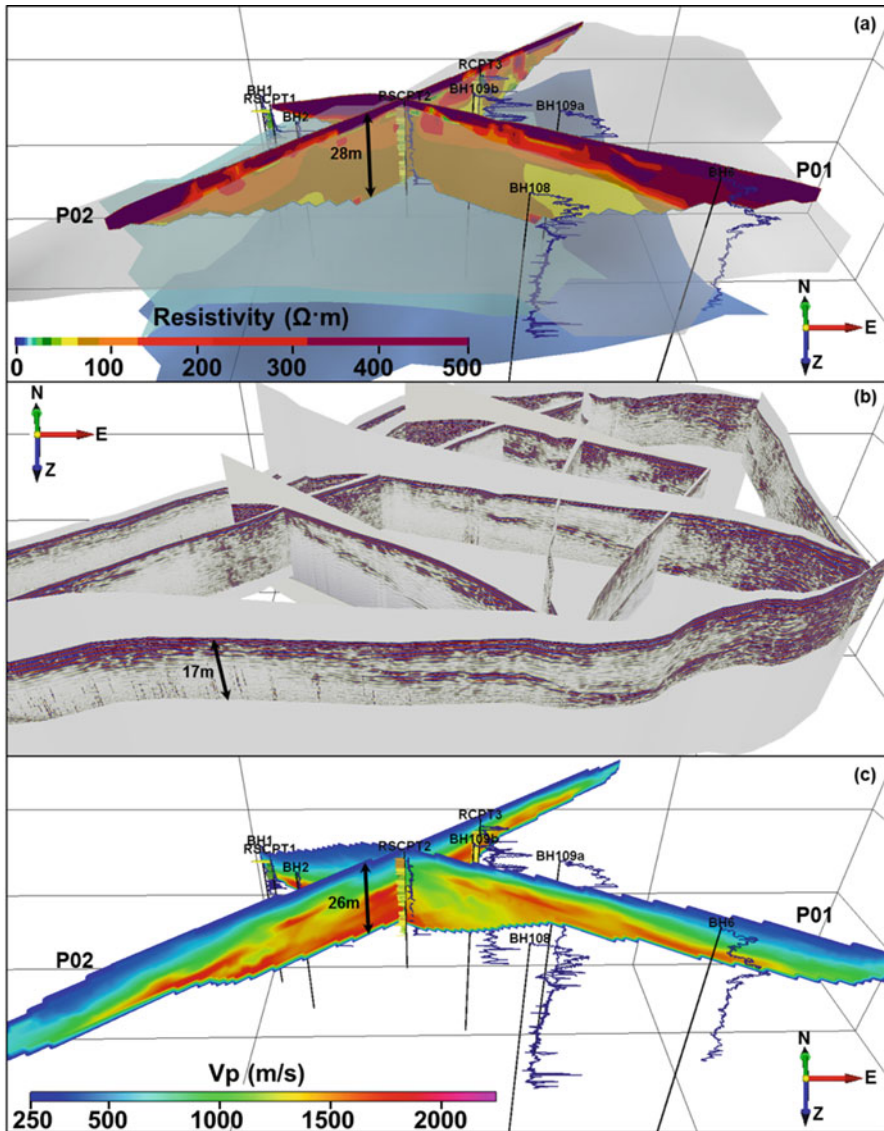 (a)
RCPT3
BH1
RSCPT1
BH109b
BH2
RSCPT2
BH109a
28m
BH6
P01
BH108
P02
Resistivity (Ω·m)
0 100 200 300 400 500
N
E
Z
(b)
N
E
Z
17m
(c)
RCPT3
BH1
RSCPT1
RSCPT2
BH109b
BH2
BH109a
26m
P01
BH6
BH108
P02
Vp (m/s)
250 500 1000 1500 2000
N
E
Z